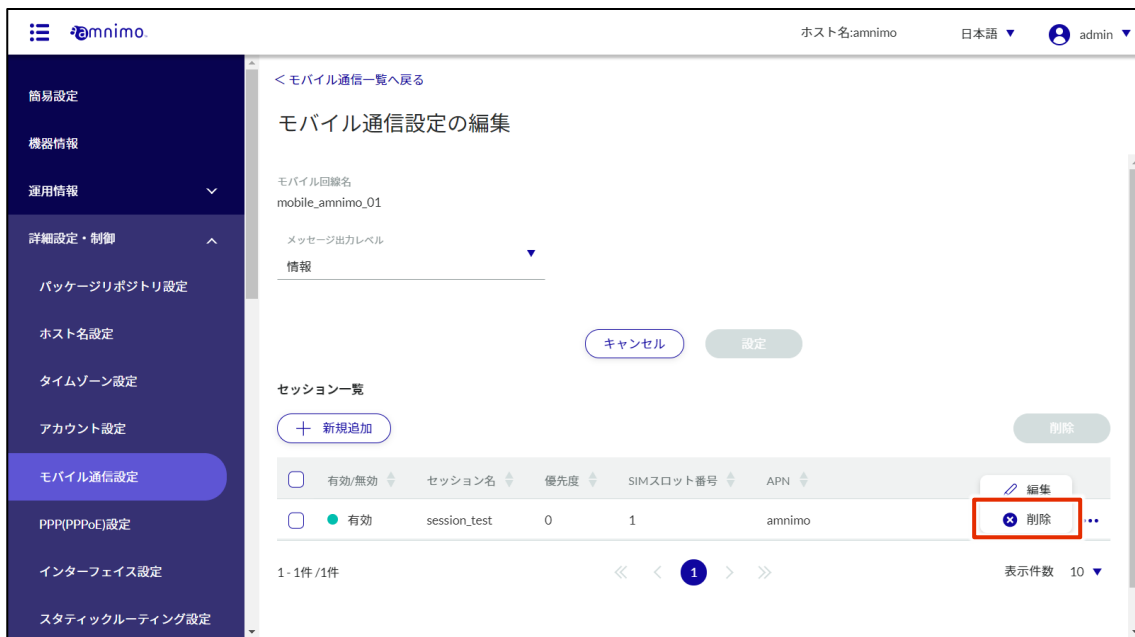 amnimo.
ホスト名:amnimo
日本語
admin
簡易設定
機器情報
運用情報
詳細設定・制御
パッケージリポジトリ設定
ホスト名設定
タイムゾーン設定
アカウント設定
モバイル通信設定
PPP(PPPoE)設定
インターフェイス設定
スタティックルーティング設定
＜モバイル通信一覧へ戻る
モバイル通信設定の編集
モバイル回線名
mobile_amnimo_01
メッセージ出力レベル
情報
キャンセル 設定
セッション一覧
＋ 新規追加 削除
有効/無効 セッション名 優先度 SIMスロット番号 APN
編集
有効 session_test 0 1 amnimo
削除 •••
1 - 1件 /1件 ≪ ＜ 1 ＞ ≫ 表示件数 10